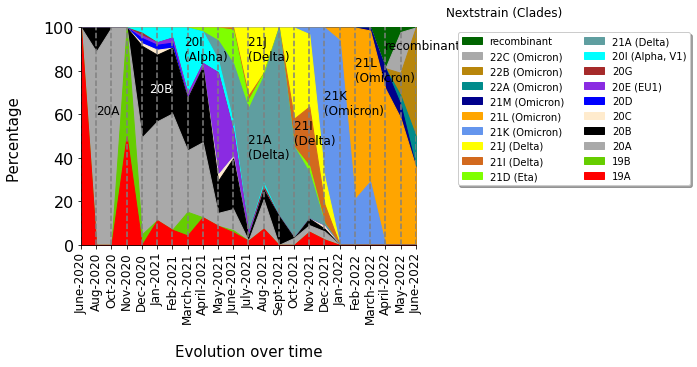 Nextstrain (Clades)
recombinant
22C (Omicron)
22B (Omicron)
22A (Omicron)
21M (Omicron)
21L (Omicron)
21K (Omicron)
21J (Delta)
21I (Delta)
21D (Eta)
21A (Delta)
20I (Alpha, V1)
20G
20E (EU1)
20D
20C
20B
20A
19B
19A
Percentage
100
80
60
40
20
0
20A
20B
20I
(Alpha)
21J
(Delta)
21A
(Delta)
21I
(Delta)
21K
(Omicron)
21L
(Omicron)
recombinant
June-2020
Aug-2020
Oct-2020
Nov-2020
Dec-2020
Jan-2021
Feb-2021
March-2021
April-2021
May-2021
June-2021
July-2021
Aug-2021
Sept-2021
Oct-2021
Nov-2021
Dec-2021
Jan-2022
Feb-2022
March-2022
April-2022
May-2022
June-2022
Evolution over time